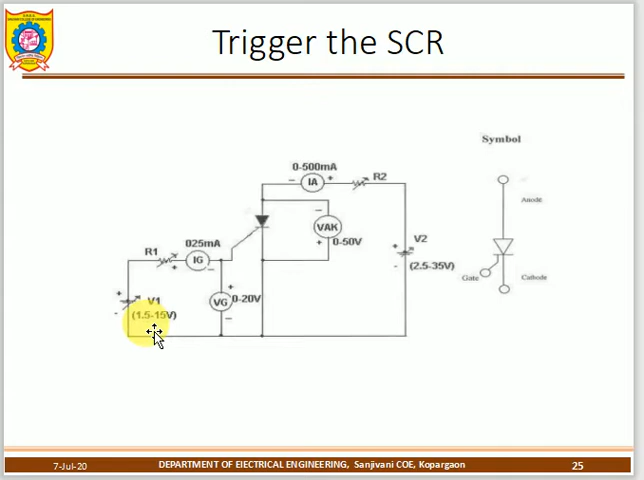 Trigger the SCR
Symbol
0-500mA
− IA +
R2
Anode
−
VAK
+ 0-50V
025mA
R1
+ IG −
V2
+
-
(2.5-35V)
Gate
Cathode
+
V1
-
(1.5-15V)
+
VG 0-20V
−
7-Jul-20
DEPARTMENT OF ELECTRICAL ENGINEERING, Sanjivani COE, Kopargaon
25